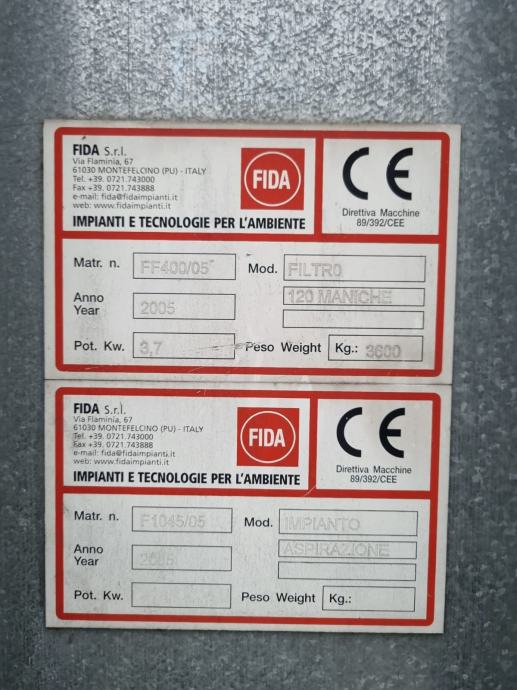 FIDA S.r.l.
Via Flaminia, 67
61030 MONTEFELCINO (PU) - ITALY
Tel. +39. 0721.743000
Fax +39. 0721.743888
e-mail: fida@fidaimpianti.it
web: www.fidaimpianti.it
FIDA
IMPIANTI E TECNOLOGIE PER L'AMBIENTE
CE
Direttiva Macchine
89/392/CEE
Matr. n. FF400/05 Mod. FILTRO
120 MANICHE
Anno
Year 2005
Pot. Kw. 3,7 Peso Weight Kg.: 3600
FIDA S.r.l.
Via Flaminia, 67
61030 MONTEFELCINO (PU) - ITALY
Tel. +39. 0721.743000
Fax +39. 0721.743888
e-mail: fida@fidaimpianti.it
web: www.fidaimpianti.it
FIDA
IMPIANTI E TECNOLOGIE PER L'AMBIENTE
CE
Direttiva Macchine
89/392/CEE
Matr. n. F1045/05 Mod. IMPIANTO
ASPIRAZIONE
Anno
Year 2005
Pot. Kw. Peso Weight Kg.: